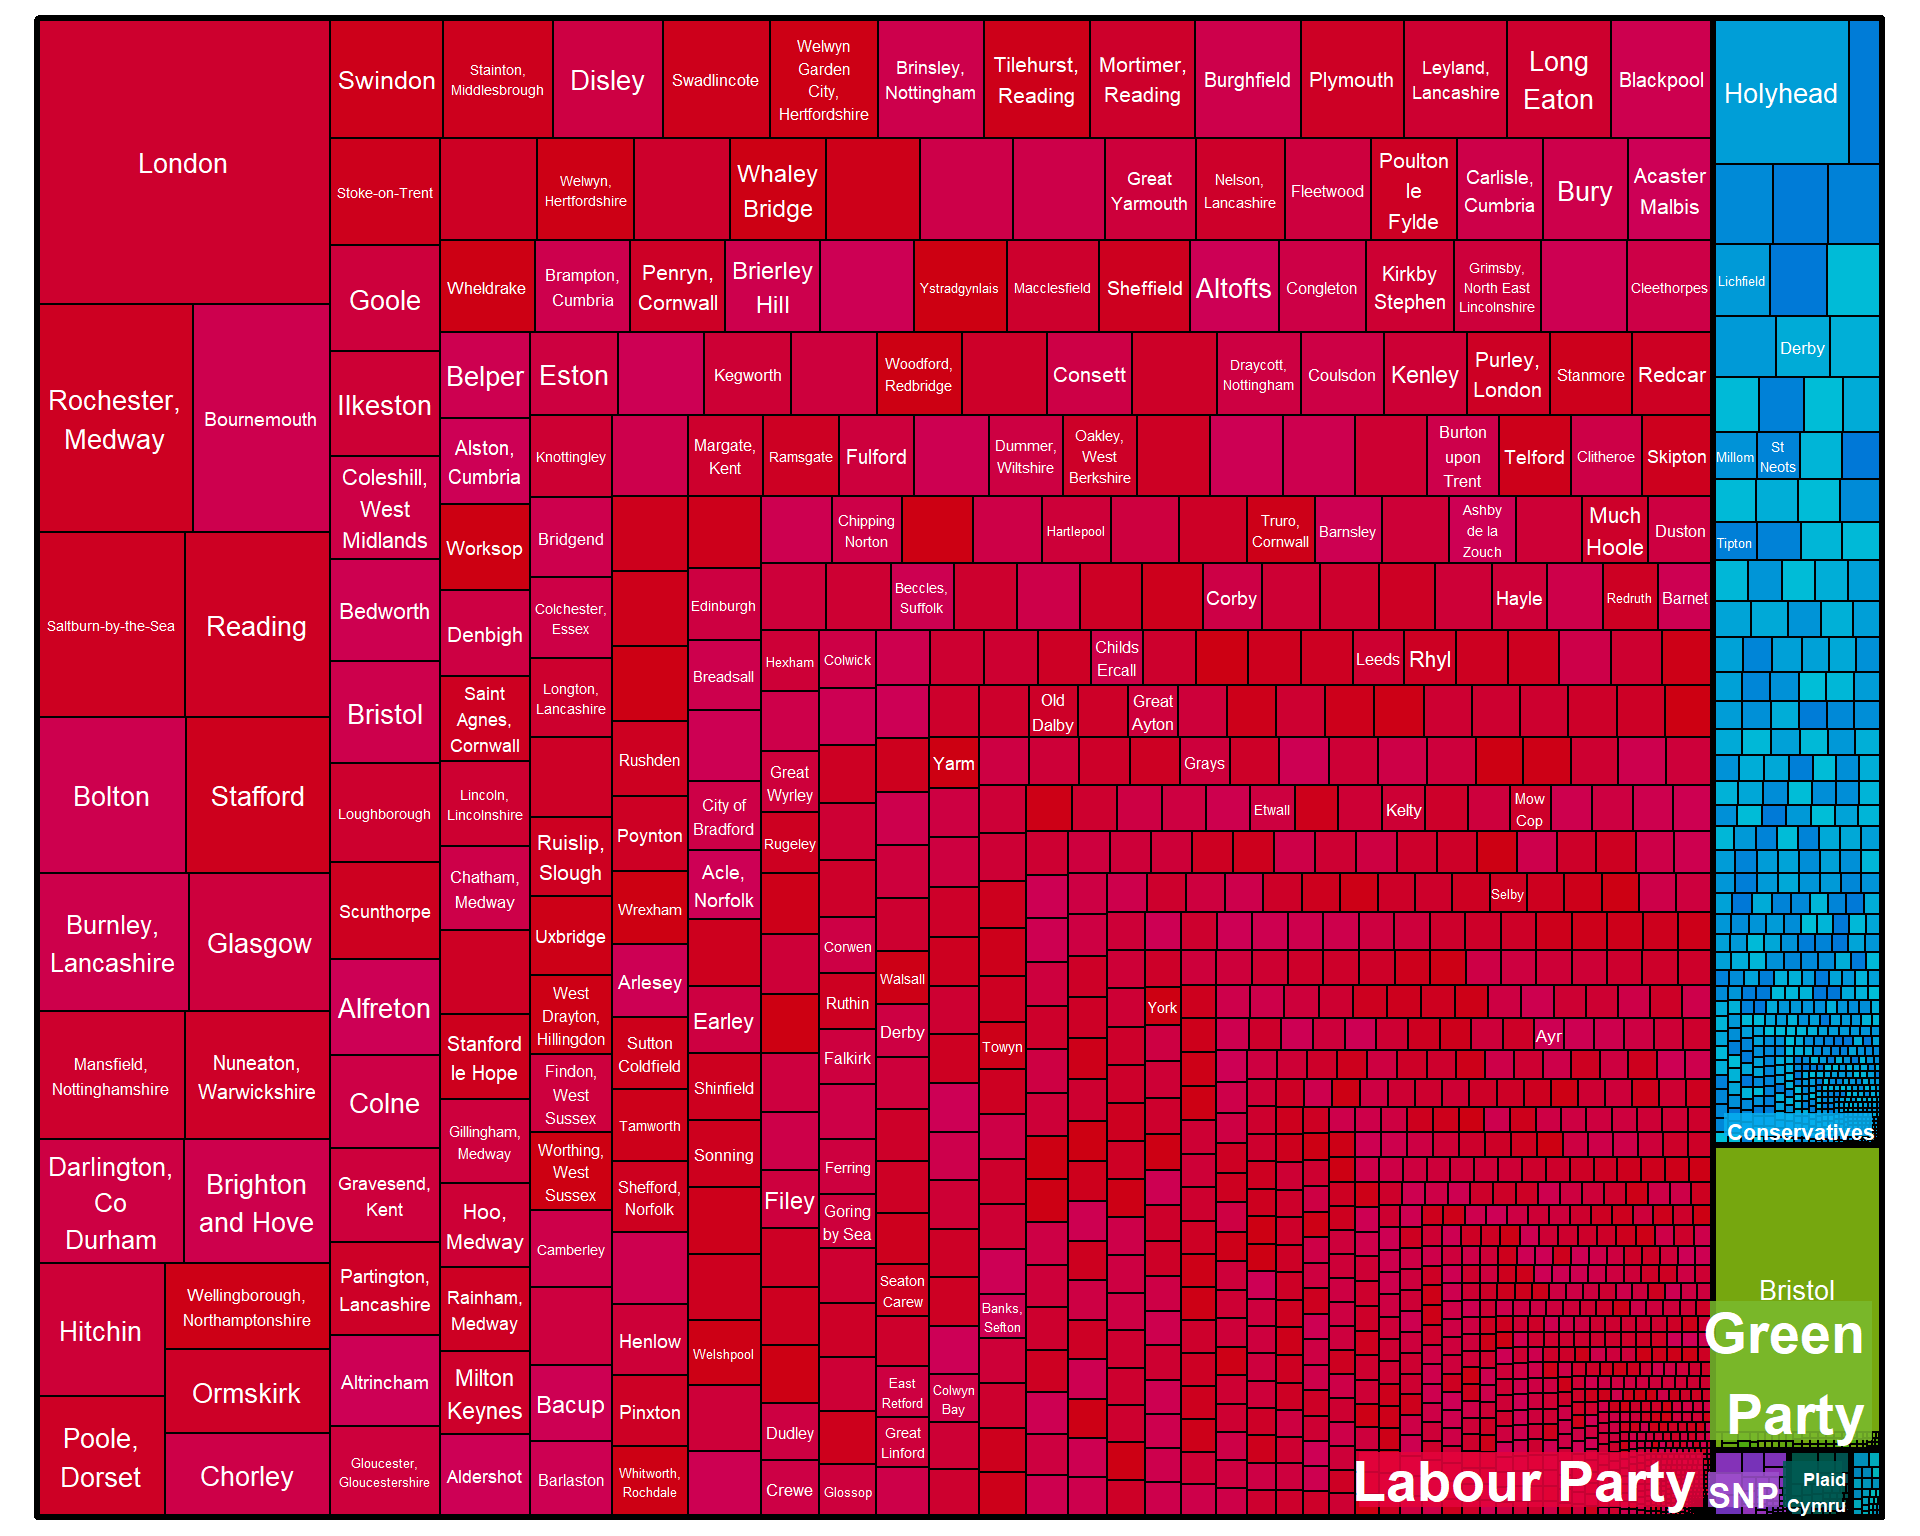 London
Rochester,
Medway
Bournemouth
Saltburn-by-the-Sea
Reading
Bolton
Stafford
Burnley,
Lancashire
Glasgow
Mansfield,
Nottinghamshire
Nuneaton,
Warwickshire
Darlington,
Co
Durham
Brighton
and Hove
Hitchin
Wellingborough,
Northamptonshire
Ormskirk
Poole,
Dorset
Chorley
Swindon
Stainton,
Middlesbrough
Disley
Swadlincote
Welwyn
Garden
City,
Hertfordshire
Brinsley,
Nottingham
Tilehurst,
Reading
Mortimer,
Reading
Burghfield
Plymouth
Leyland,
Lancashire
Long
Eaton
Blackpool
Stoke-on-Trent
Welwyn,
Hertfordshire
Whaley
Bridge
Great
Yarmouth
Nelson,
Lancashire
Fleetwood
Poulton
le
Fylde
Carlisle,
Cumbria
Bury
Acaster
Malbis
Goole
Wheldrake
Brampton,
Cumbria
Penryn,
Cornwall
Brierley
Hill
Ystradgynlais
Macclesfield
Sheffield
Altofts
Congleton
Kirkby
Stephen
Grimsby,
North East
Lincolnshire
Cleethorpes
Ilkeston
Belper
Eston
Kegworth
Woodford,
Redbridge
Consett
Draycott,
Nottingham
Coulsdon
Kenley
Purley,
London
Stanmore
Redcar
Coleshill,
West
Midlands
Alston,
Cumbria
Knottingley
Margate,
Kent
Ramsgate
Fulford
Dummer,
Wiltshire
Oakley,
West
Berkshire
Burton
upon
Trent
Telford
Clitheroe
Skipton
Worksop
Bridgend
Chipping
Norton
Hartlepool
Truro,
Cornwall
Barnsley
Ashby
de la
Zouch
Much
Hoole
Duston
Bedworth
Denbigh
Colchester,
Essex
Edinburgh
Beccles,
Suffolk
Corby
Hayle
Redruth
Barnet
Bristol
Saint
Agnes,
Cornwall
Longton,
Lancashire
Breadsall
Hexham
Colwick
Childs
Ercall
Leeds
Rhyl
Old
Dalby
Great
Ayton
Loughborough
Lincoln,
Lincolnshire
Rushden
Great
Wyrley
Yarm
Grays
Ruislip,
Slough
Poynton
City of
Bradford
Rugeley
Etwall
Kelty
Mow
Cop
Scunthorpe
Chatham,
Medway
Uxbridge
Wrexham
Acle,
Norfolk
Selby
Alfreton
West
Drayton,
Hillingdon
Arlesey
Earley
Corwen
Ruthin
Walsall
Derby
York
Stanford
le Hope
Sutton
Coldfield
Falkirk
Towyn
Ayr
Colne
Findon,
West
Sussex
Shinfield
Gillingham,
Medway
Worthing,
West
Sussex
Tamworth
Sonning
Ferring
Gravesend,
Kent
Hoo,
Medway
Shefford,
Norfolk
Filey
Goring
by Sea
Camberley
Partington,
Lancashire
Rainham,
Medway
Henlow
Welshpool
Seaton
Carew
Banks,
Sefton
Altrincham
Milton
Keynes
Bacup
Pinxton
Dudley
East
Retford
Colwyn
Bay
Great
Linford
Gloucester,
Gloucestershire
Aldershot
Barlaston
Whitworth,
Rochdale
Crewe
Glossop
Labour Party
Holyhead
Lichfield
Derby
Millom
St
Neots
Tipton
Conservatives
Bristol
Green
Party
SNP
Plaid
Cymru